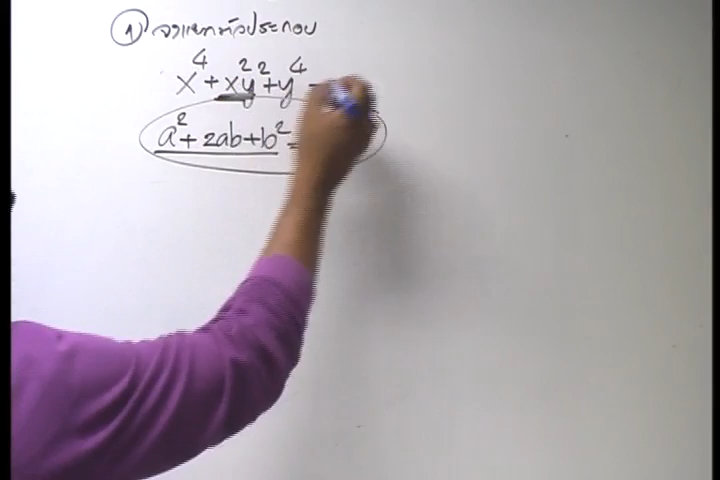 ① จงแยกตัวประกอบ
x⁴ + x²y² + y⁴ =
a² + 2ab + b² =